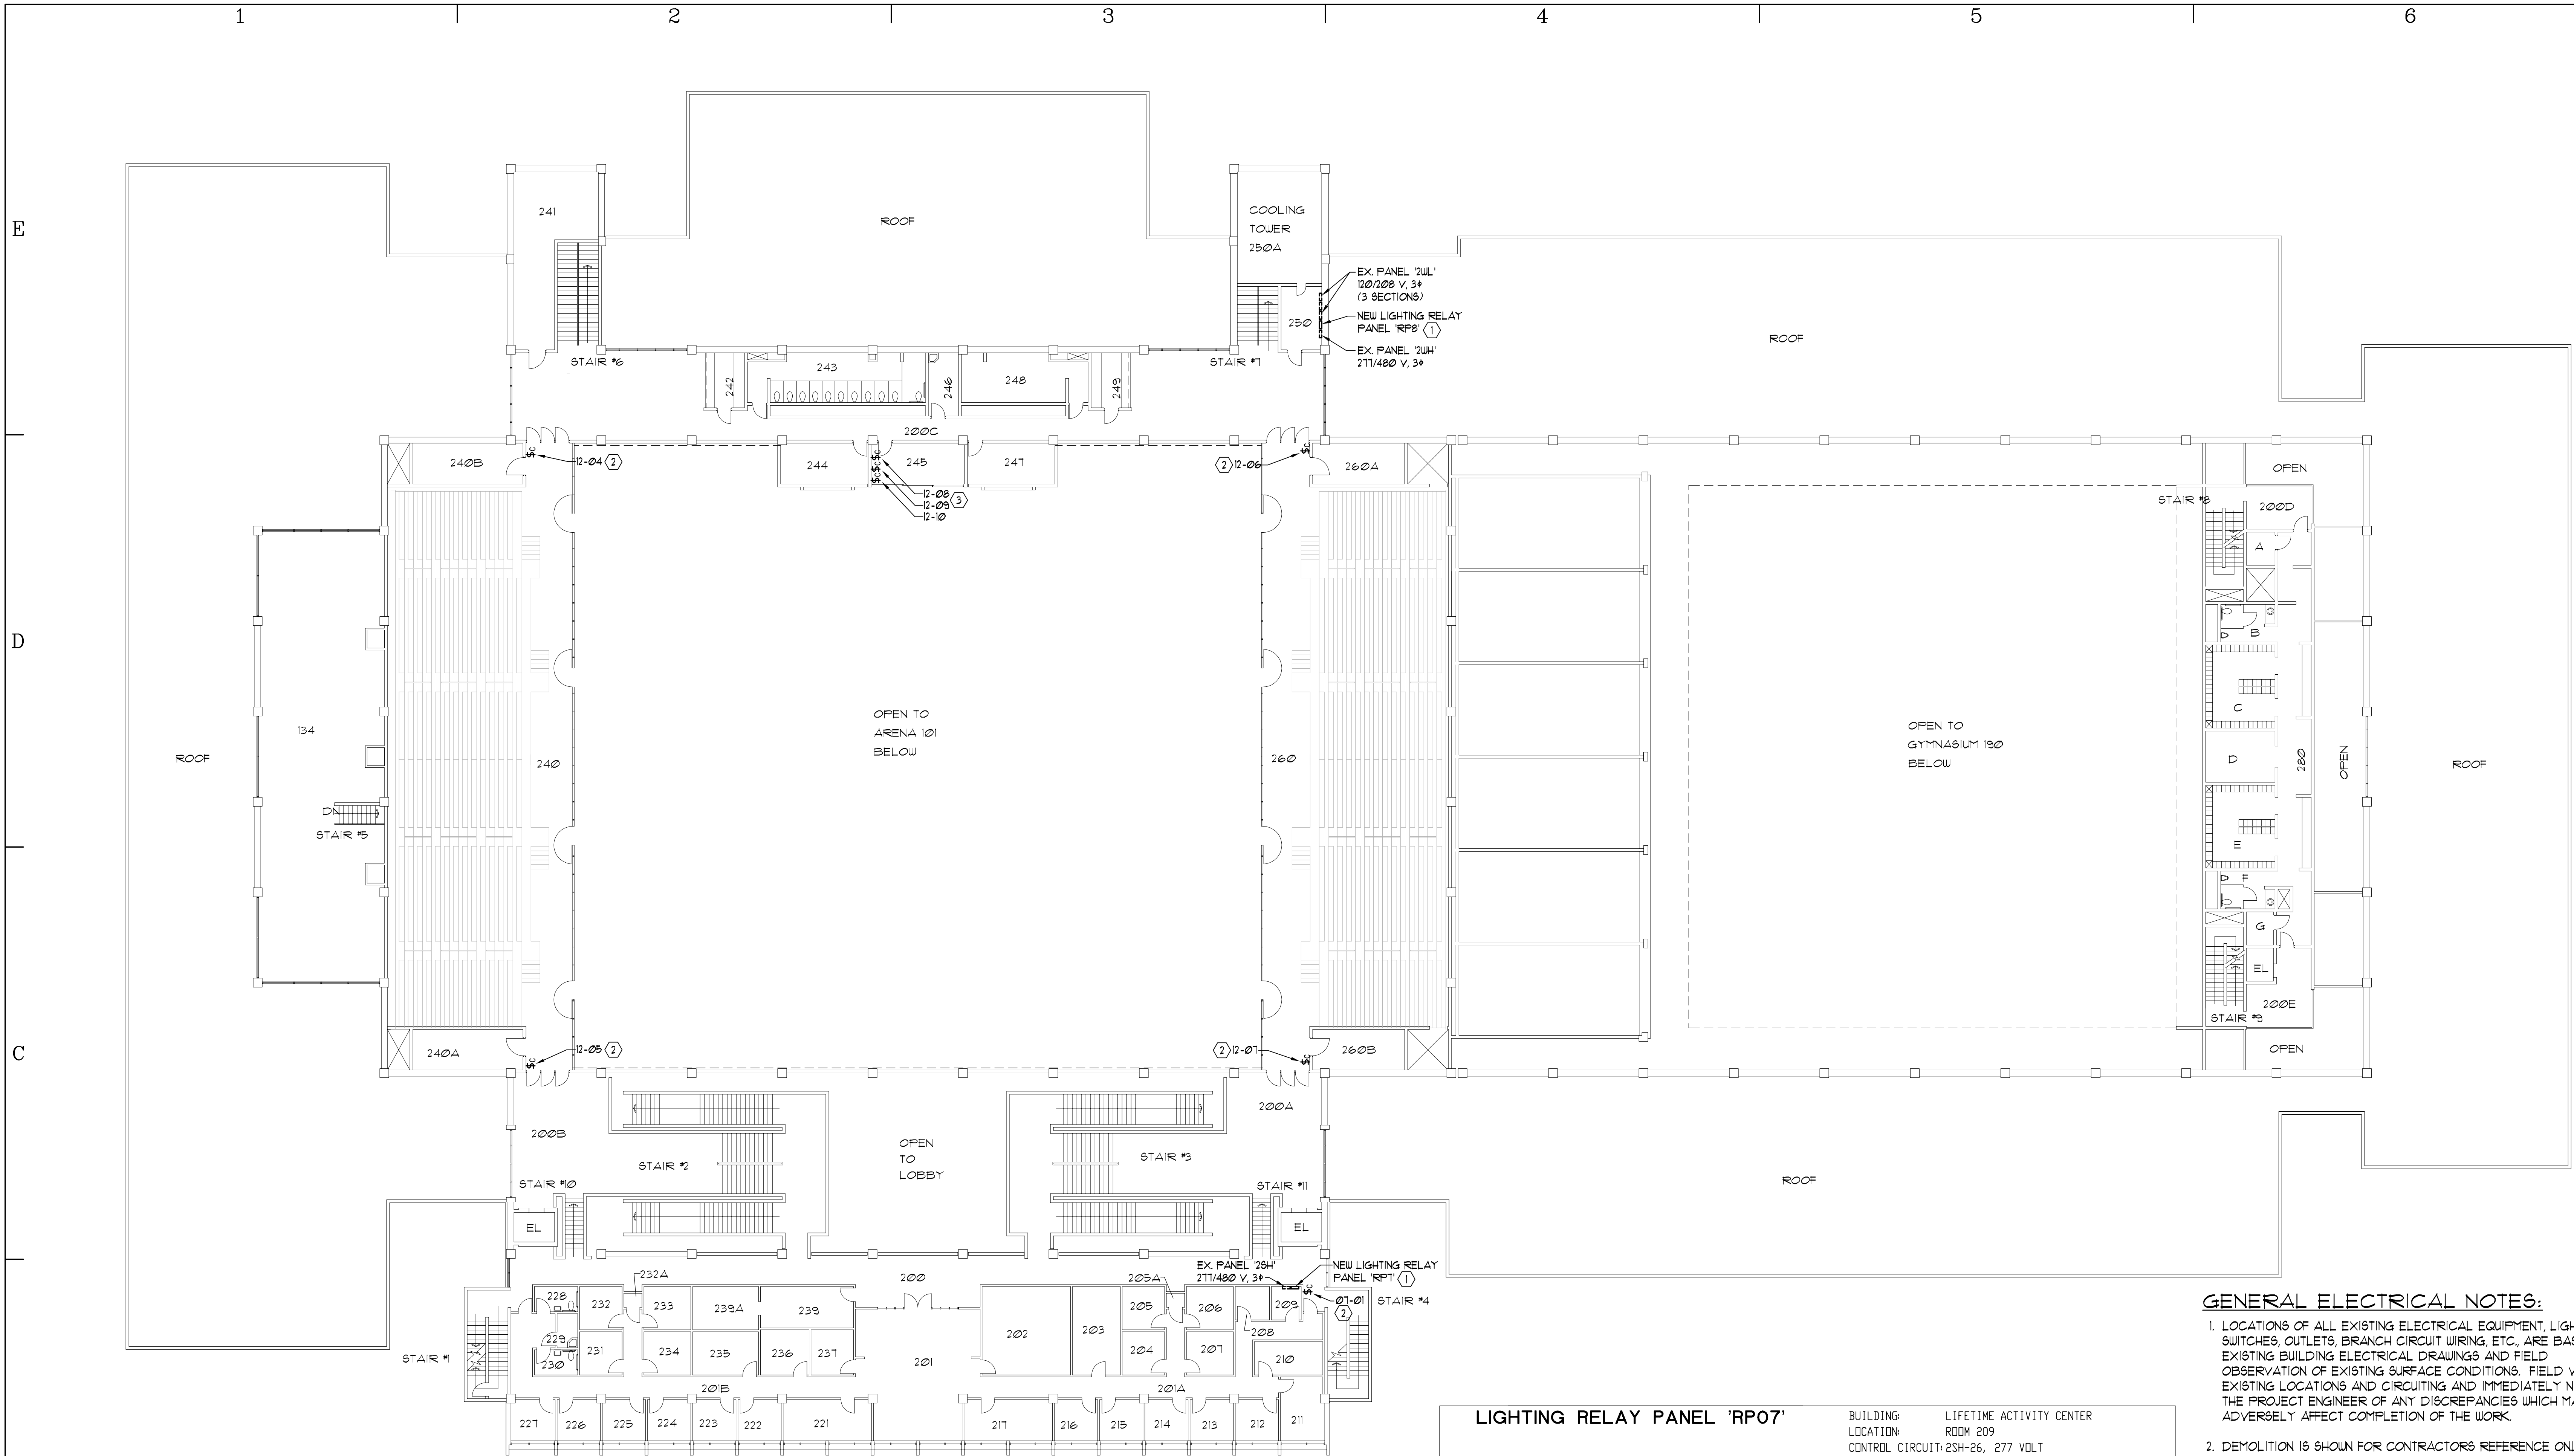 1
2
3
4
5
6
E
D
C
241
ROOF
COOLING
TOWER
250A
EX. PANEL '2WL'
120/208 V, 3ɸ
(3 SECTIONS)
NEW LIGHTING RELAY
PANEL 'RP8' 1
EX. PANEL '2WH'
277/480 V, 3ɸ
250
ROOF
STAIR #6
STAIR #7
242
243
246
248
249
200C
240B
$C
12-04 2
244
245
247
$C
$C
$C
12-08
12-09 3
12-10
2 12-06
$C
260A
OPEN
STAIR #8
200D
A
B
C
D
E
D F
G
EL
200E
STAIR #9
OPEN
280
OPEN
ROOF
ROOF
134
DN
STAIR #5
240
OPEN TO
ARENA 101
BELOW
260
OPEN TO
GYMNASIUM 190
BELOW
240A
$C
12-05 2
2 12-07
$C
260B
200B
200A
STAIR #2
OPEN
TO
LOBBY
STAIR #3
STAIR #10
STAIR #11
EL
EL
ROOF
EX. PANEL '2SH'
277/480 V, 3ɸ
NEW LIGHTING RELAY
PANEL 'RP7' 1
$C
07-01
2
STAIR #4
232A
200
205A
228
232
233
239A
239
205
206
209
229
202
203
208
230
231
234
235
236
237
201
204
207
210
STAIR #1
201B
201A
227
226
225
224
223
222
221
217
216
215
214
213
212
211
GENERAL ELECTRICAL NOTES:
1. LOCATIONS OF ALL EXISTING ELECTRICAL EQUIPMENT,
SWITCHES, OUTLETS, BRANCH CIRCUIT WIRING, ETC., ARE
EXISTING BUILDING ELECTRICAL DRAWINGS AND FIELD
OBSERVATION OF EXISTING SURFACE CONDITIONS. FIELD
EXISTING LOCATIONS AND CIRCUITING AND IMMEDIATELY
THE PROJECT ENGINEER OF ANY DISCREPANCIES WHICH
ADVERSELY AFFECT COMPLETION OF THE WORK.
2. DEMOLITION IS SHOWN FOR CONTRACTORS REFERENCE
LIGHTING RELAY PANEL 'RP07'
BUILDING: LIFETIME ACTIVITY CENTER
LOCATION: ROOM 209
CONTROL CIRCUIT: 2SH-26, 277 VOLT